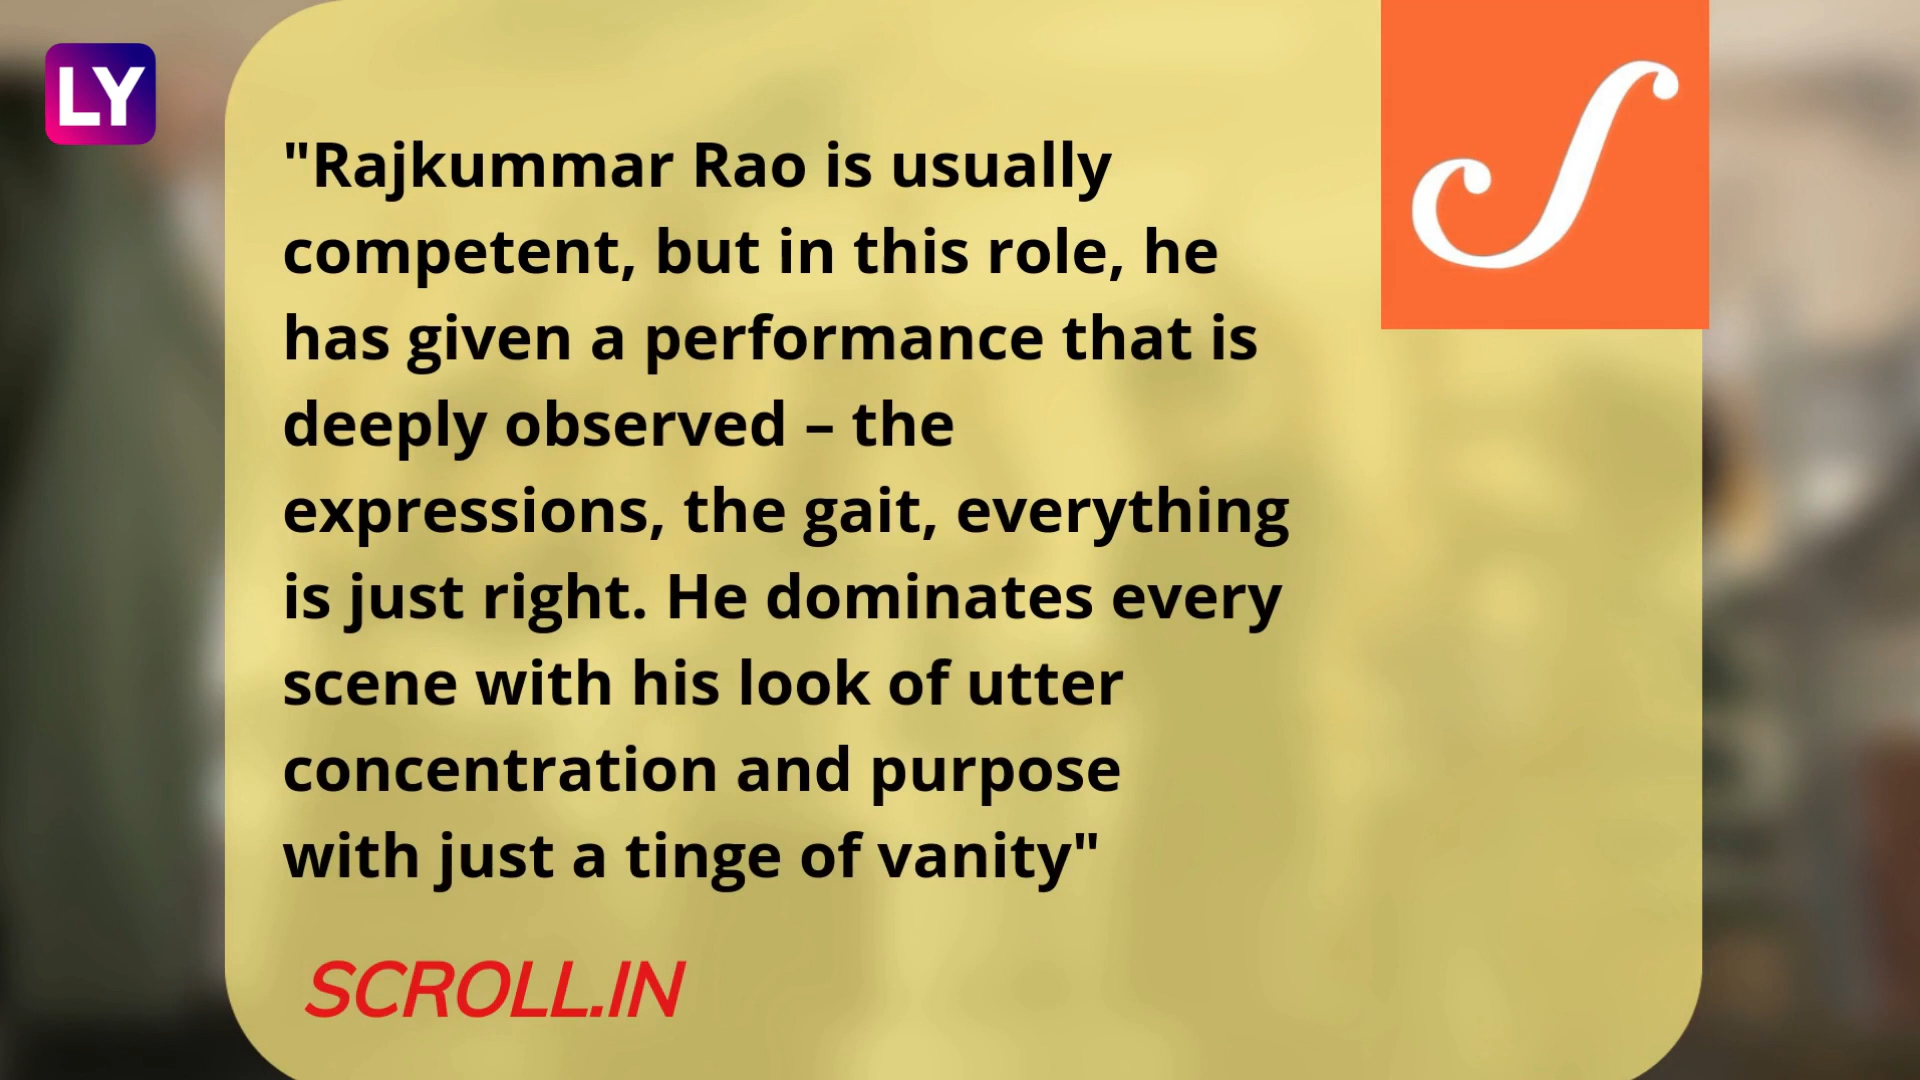 LY
"Rajkummar Rao is usually
competent, but in this role, he
has given a performance that is
deeply observed – the
expressions, the gait, everything
is just right. He dominates every
scene with his look of utter
concentration and purpose
with just a tinge of vanity"
SCROLL.IN